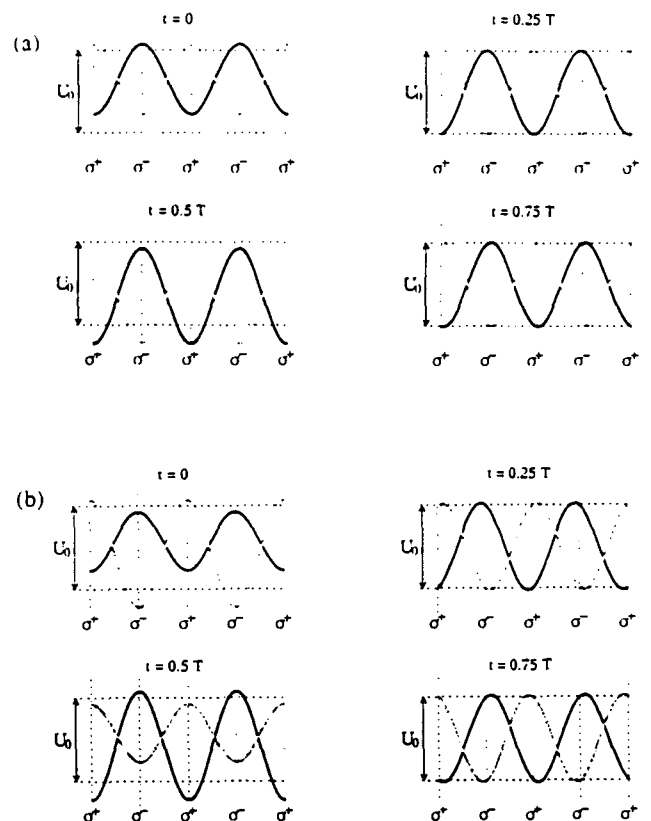 (a)
t = 0
t = 0.25 T
U₀
U₀
σ⁺ σ⁻ σ⁺ σ⁻ σ⁺
σ⁺ σ⁻ σ⁺ σ⁻ σ⁺
t = 0.5 T
t = 0.75 T
U₀
U₀
σ⁺ σ⁻ σ⁺ σ⁻ σ⁺
σ⁺ σ⁻ σ⁺ σ⁻ σ⁺
(b)
t = 0
t = 0.25 T
U₀
U₀
σ⁺ σ⁻ σ⁺ σ⁻ σ⁺
σ⁺ σ⁻ σ⁺ σ⁻ σ⁺
t = 0.5 T
t = 0.75 T
U₀
U₀
σ⁺ σ⁻ σ⁺ σ⁻ σ⁺
σ⁺ σ⁻ σ⁺ σ⁻ σ⁺